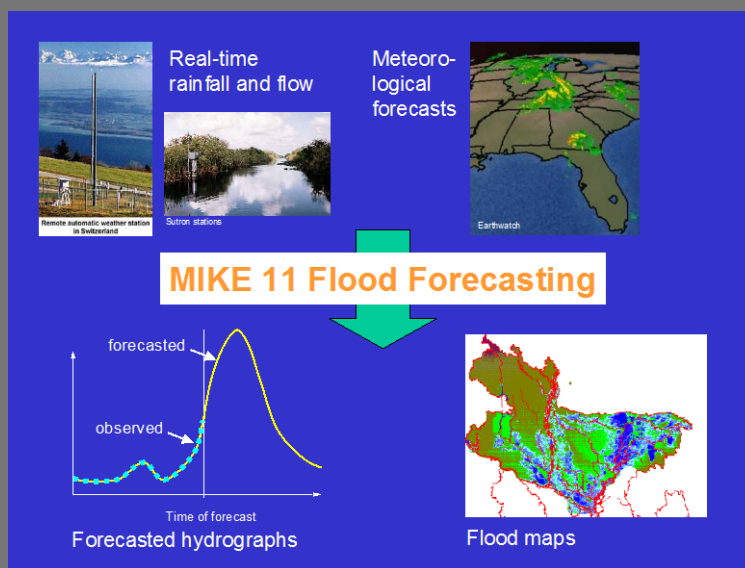 Real-time
rainfall and flow
Meteoro-
logical
forecasts
Remote automatic weather station
in Switzerland
Sutron stations
Earthwatch
MIKE 11 Flood Forecasting
forecasted
observed
Time of forecast
Forecasted hydrographs
Flood maps